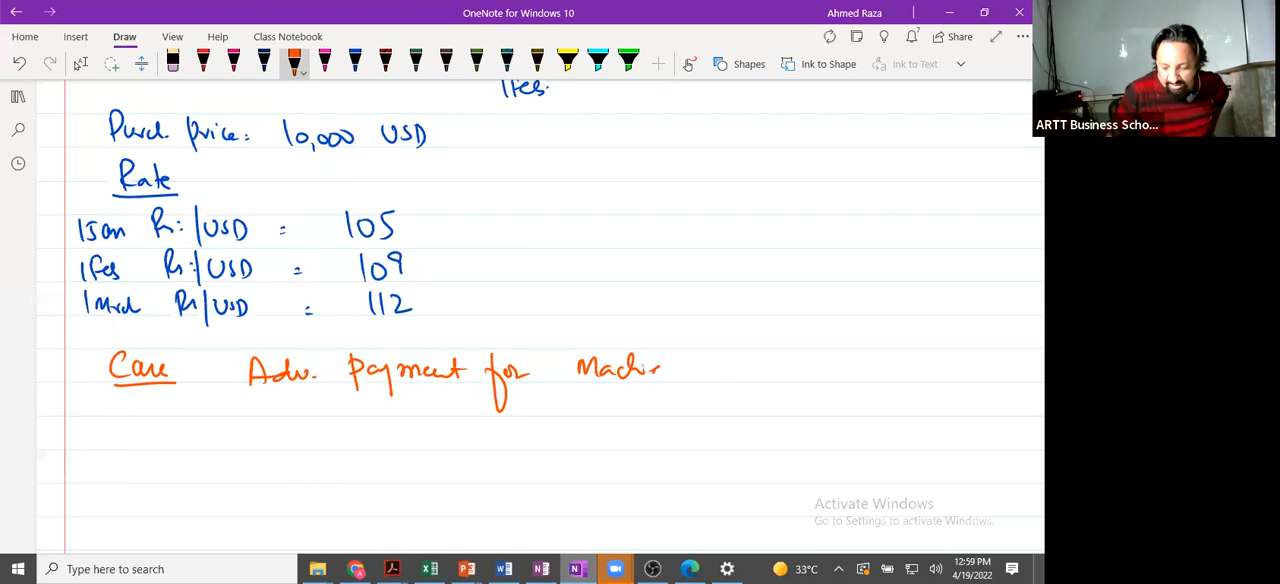 OneNote for Windows 10
Ahmed Raza
Home Insert Draw View Help Class Notebook
Share
Shapes Ink to Shape Ink to Text
1Feb.
Purch. price: 10,000 USD
Rate
1Jan Rs:/USD = 105
1Feb Rs:/USD = 109
1March Rs/USD = 112
Case Adv. Payment for Machi
ARTT Business Scho...
Activate Windows
Go to Settings to activate Windows.
Type here to search
33°C
12:59 PM
4/19/2022